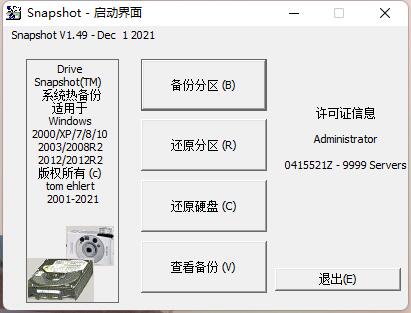 Snapshot - 启动界面
Snapshot V1.49 - Dec 1 2021
Drive
Snapshot(TM)
系统热备份
适用于
Windows
2000/XP/7/8/10
2003/2008R2
2012/2012R2
版权所有 (c)
tom ehlert
2001-2021
备份分区 (B)
还原分区 (R)
还原硬盘 (C)
查看备份 (V)
许可证信息
Administrator
0415521Z - 9999 Servers
退出(E)